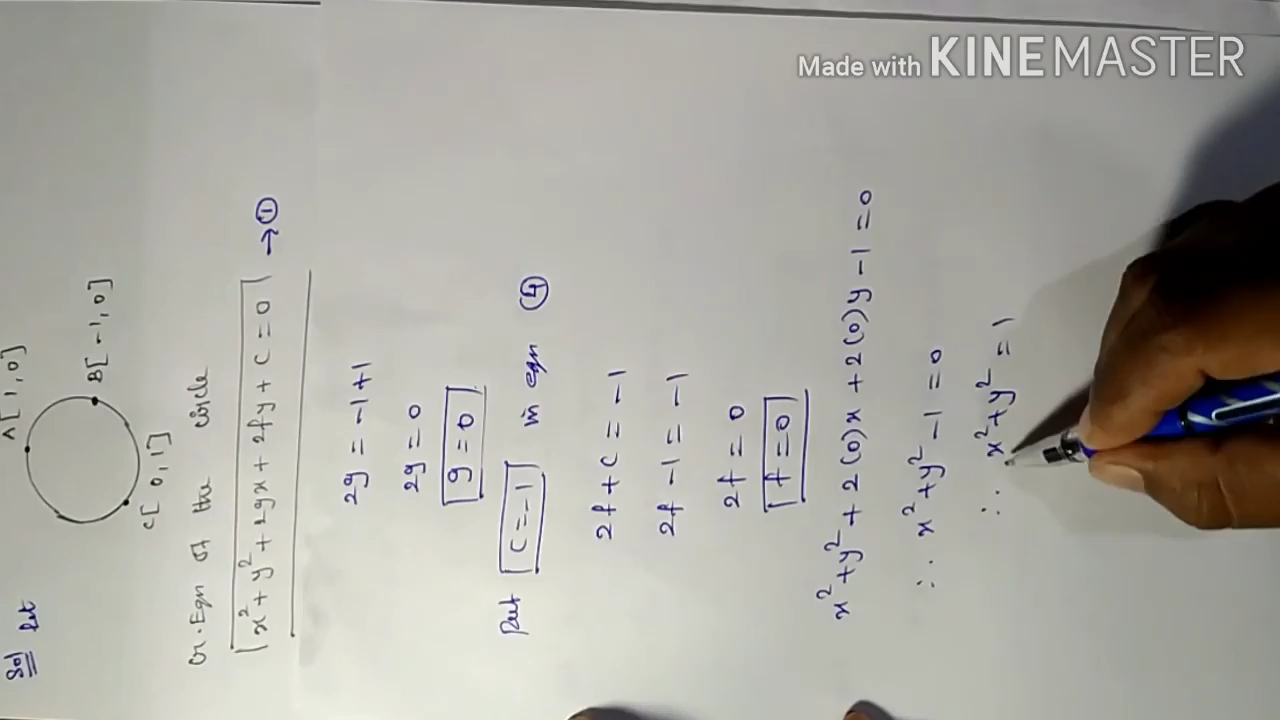 Made with KINEMASTER
Sol Let
A[1,0]
B[-1,0]
C[0,1]
Or. Eqn of the circle
x² + y² + 2gx + 2fy + c = 0 → ①
2g = -1+1
2g = 0
g = 0
Put c = -1 in eqn ④
2f + c = -1
2f - 1 = -1
2f = 0
f = 0
x² + y² + 2(0)x + 2(0)y - 1 = 0
∴ x² + y² - 1 = 0
∴ x² + y² = 1